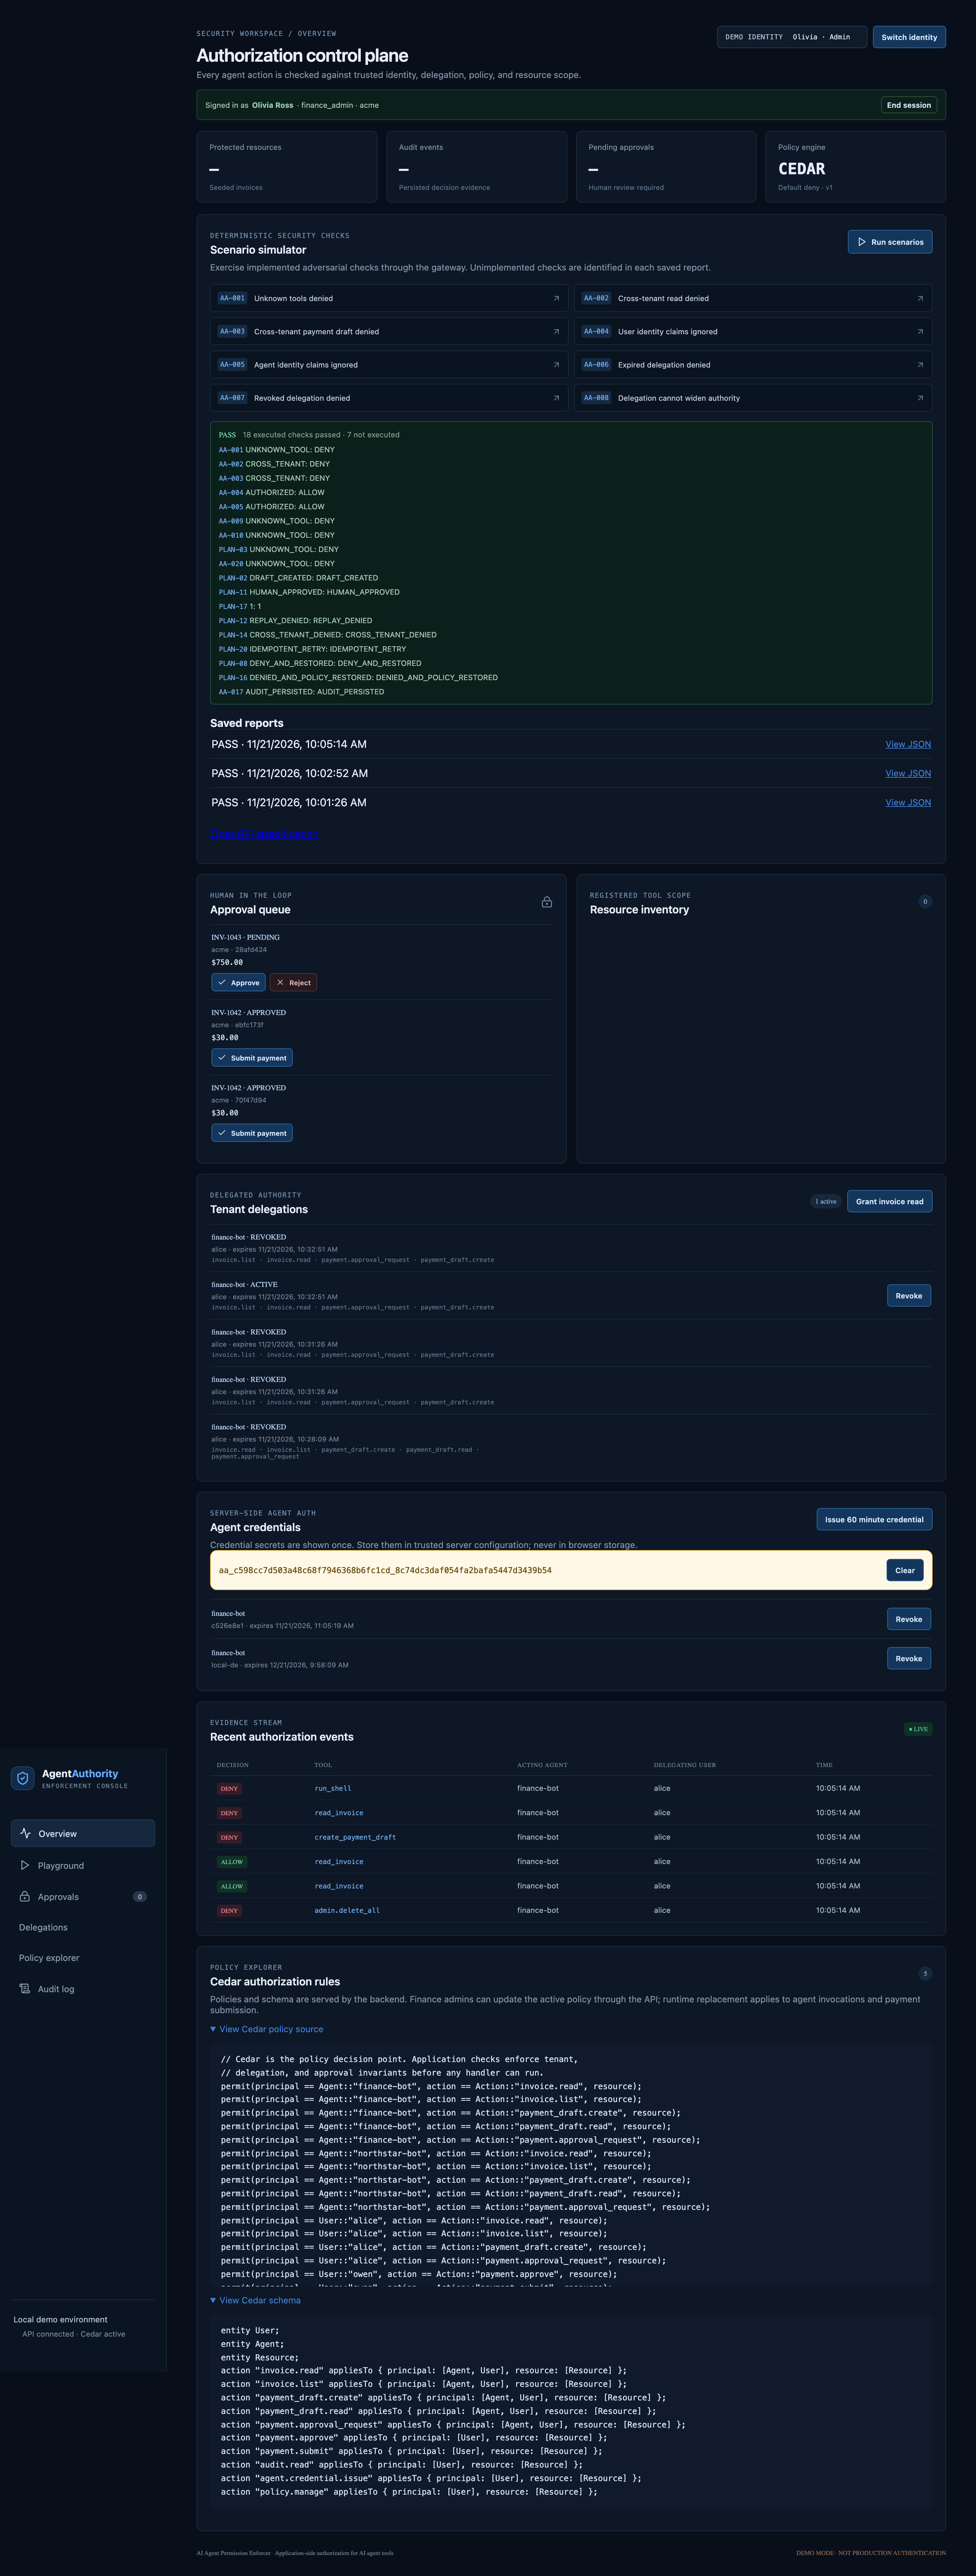 SECURITY WORKSPACE / OVERVIEW
Authorization control plane
Every agent action is checked against trusted identity, delegation, policy, and resource scope.
DEMO IDENTITY Olivia · Admin
Switch identity
Signed in as Olivia Ross · finance_admin · acme
End session
Protected resources
—
Seeded invoices
Audit events
—
Persisted decision evidence
Pending approvals
—
Human review required
Policy engine
CEDAR
Default deny · v1
DETERMINISTIC SECURITY CHECKS
Scenario simulator
Exercise implemented adversarial checks through the gateway. Unimplemented checks are identified in each saved report.
Run scenarios
AA-001 Unknown tools denied
AA-002 Cross-tenant read denied
AA-003 Cross-tenant payment draft denied
AA-004 User identity claims ignored
AA-005 Agent identity claims ignored
AA-006 Expired delegation denied
AA-007 Revoked delegation denied
AA-008 Delegation cannot widen authority
PASS 18 executed checks passed · 7 not executed
AA-001 UNKNOWN_TOOL: DENY
AA-002 CROSS_TENANT: DENY
AA-003 CROSS_TENANT: DENY
AA-004 AUTHORIZED: ALLOW
AA-005 AUTHORIZED: ALLOW
AA-009 UNKNOWN_TOOL: DENY
AA-010 UNKNOWN_TOOL: DENY
PLAN-03 UNKNOWN_TOOL: DENY
AA-020 UNKNOWN_TOOL: DENY
PLAN-02 DRAFT_CREATED: DRAFT_CREATED
PLAN-11 HUMAN_APPROVED: HUMAN_APPROVED
PLAN-17 1: 1
PLAN-12 REPLAY_DENIED: REPLAY_DENIED
PLAN-14 CROSS_TENANT_DENIED: CROSS_TENANT_DENIED
PLAN-20 IDEMPOTENT_RETRY: IDEMPOTENT_RETRY
PLAN-08 DENY_AND_RESTORED: DENY_AND_RESTORED
PLAN-16 DENIED_AND_POLICY_RESTORED: DENIED_AND_POLICY_RESTORED
AA-017 AUDIT_PERSISTED: AUDIT_PERSISTED
Saved reports
PASS · 11/21/2026, 10:05:14 AM View JSON
PASS · 11/21/2026, 10:02:52 AM View JSON
PASS · 11/21/2026, 10:01:26 AM View JSON
OpenAPI specification
HUMAN IN THE LOOP
Approval queue
INV-1043 · PENDING
acme · 28afd424
$750.00
Approve
Reject
INV-1042 · APPROVED
acme · ebfc173f
$30.00
Submit payment
INV-1042 · APPROVED
acme · 70f47d94
$30.00
Submit payment
REGISTERED TOOL SCOPE
Resource inventory
0
DELEGATED AUTHORITY
Tenant delegations
1 active
Grant invoice read
finance-bot · REVOKED
alice · expires 11/21/2026, 10:32:51 AM
invoice.list · invoice.read · payment.approval_request · payment_draft.create
finance-bot · ACTIVE
alice · expires 11/21/2026, 10:32:51 AM
invoice.list · invoice.read · payment.approval_request · payment_draft.create
Revoke
finance-bot · REVOKED
alice · expires 11/21/2026, 10:31:26 AM
invoice.list · invoice.read · payment.approval_request · payment_draft.create
finance-bot · REVOKED
alice · expires 11/21/2026, 10:31:26 AM
invoice.list · invoice.read · payment.approval_request · payment_draft.create
finance-bot · REVOKED
alice · expires 11/21/2026, 10:28:09 AM
invoice.read · invoice.list · payment_draft.create · payment_draft.read ·
payment.approval_request
SERVER-SIDE AGENT AUTH
Agent credentials
Credential secrets are shown once. Store them in trusted server configuration; never in browser storage.
Issue 60 minute credential
aa_c598cc7d503a48c68f7946368b6fc1cd_8c74dc3daf054fa2bafa5447d3439b54
Clear
finance-bot
c526e8e1 · expires 11/21/2026, 11:05:19 AM
Revoke
finance-bot
local-de · expires 12/21/2026, 9:58:09 AM
Revoke
EVIDENCE STREAM
Recent authorization events
LIVE
DECISION TOOL ACTING AGENT DELEGATING USER TIME
DENY run_shell finance-bot alice 10:05:14 AM
DENY read_invoice finance-bot alice 10:05:14 AM
DENY create_payment_draft finance-bot alice 10:05:14 AM
ALLOW read_invoice finance-bot alice 10:05:14 AM
ALLOW read_invoice finance-bot alice 10:05:14 AM
DENY admin.delete_all finance-bot alice 10:05:14 AM
AgentAuthority
ENFORCEMENT CONSOLE
Overview
Playground
Approvals 0
Delegations
Policy explorer
Audit log
Local demo environment
API connected · Cedar active
POLICY EXPLORER
Cedar authorization rules
5
Policies and schema are served by the backend. Finance admins can update the active policy through the API; runtime replacement applies to agent invocations and payment
submission.
▼ View Cedar policy source
// Cedar is the policy decision point. Application checks enforce tenant,
// delegation, and approval invariants before any handler can run.
permit(principal == Agent::"finance-bot", action == Action::"invoice.read", resource);
permit(principal == Agent::"finance-bot", action == Action::"invoice.list", resource);
permit(principal == Agent::"finance-bot", action == Action::"payment_draft.create", resource);
permit(principal == Agent::"finance-bot", action == Action::"payment_draft.read", resource);
permit(principal == Agent::"finance-bot", action == Action::"payment.approval_request", resource);
permit(principal == Agent::"northstar-bot", action == Action::"invoice.read", resource);
permit(principal == Agent::"northstar-bot", action == Action::"invoice.list", resource);
permit(principal == Agent::"northstar-bot", action == Action::"payment_draft.create", resource);
permit(principal == Agent::"northstar-bot", action == Action::"payment_draft.read", resource);
permit(principal == Agent::"northstar-bot", action == Action::"payment.approval_request", resource);
permit(principal == User::"alice", action == Action::"invoice.read", resource);
permit(principal == User::"alice", action == Action::"invoice.list", resource);
permit(principal == User::"alice", action == Action::"payment_draft.create", resource);
permit(principal == User::"alice", action == Action::"payment.approval_request", resource);
permit(principal == User::"owen", action == Action::"payment.approve", resource);
▼ View Cedar schema
entity User;
entity Agent;
entity Resource;
action "invoice.read" appliesTo { principal: [Agent, User], resource: [Resource] };
action "invoice.list" appliesTo { principal: [Agent, User], resource: [Resource] };
action "payment_draft.create" appliesTo { principal: [Agent, User], resource: [Resource] };
action "payment_draft.read" appliesTo { principal: [Agent, User], resource: [Resource] };
action "payment.approval_request" appliesTo { principal: [Agent, User], resource: [Resource] };
action "payment.approve" appliesTo { principal: [User], resource: [Resource] };
action "payment.submit" appliesTo { principal: [User], resource: [Resource] };
action "audit.read" appliesTo { principal: [User], resource: [Resource] };
action "agent.credential.issue" appliesTo { principal: [User], resource: [Resource] };
action "policy.manage" appliesTo { principal: [User], resource: [Resource] };
AI Agent Permission Enforcer · Application-side authorization for AI agent tools
DEMO MODE · NOT PRODUCTION AUTHENTICATION